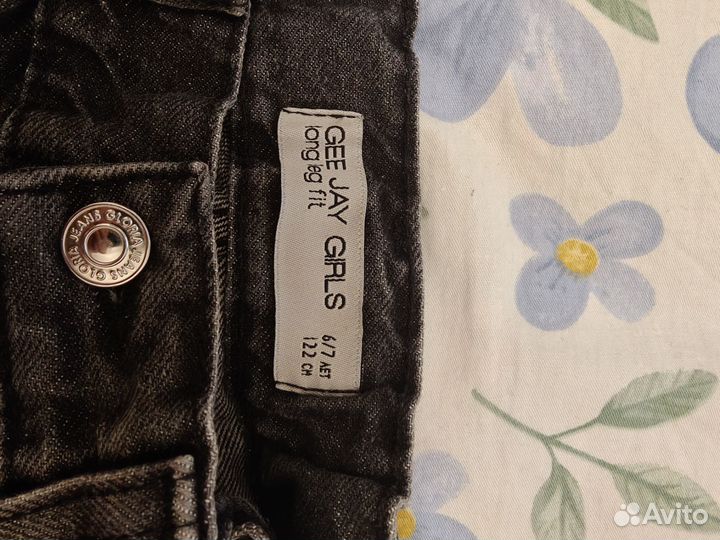 GEE JAY GIRLS
long leg fit
6/7 ЛЕТ
122 СМ
GLORIA JEANS GLORIA JEANS
Avito